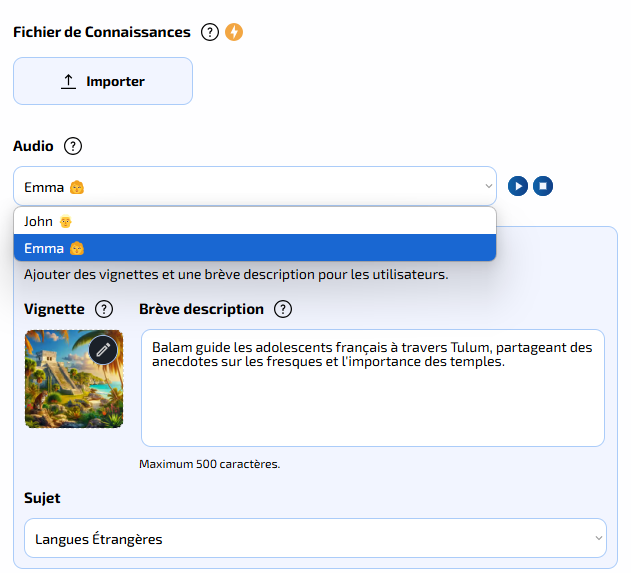 Fichier de Connaissances
Importer
Audio
Emma
John
Emma
Ajouter des vignettes et une brève description pour les utilisateurs.
Vignette
Brève description
Balam guide les adolescents français à travers Tulum, partageant des
anecdotes sur les fresques et l'importance des temples.
Maximum 500 caractères.
Sujet
Langues Étrangères